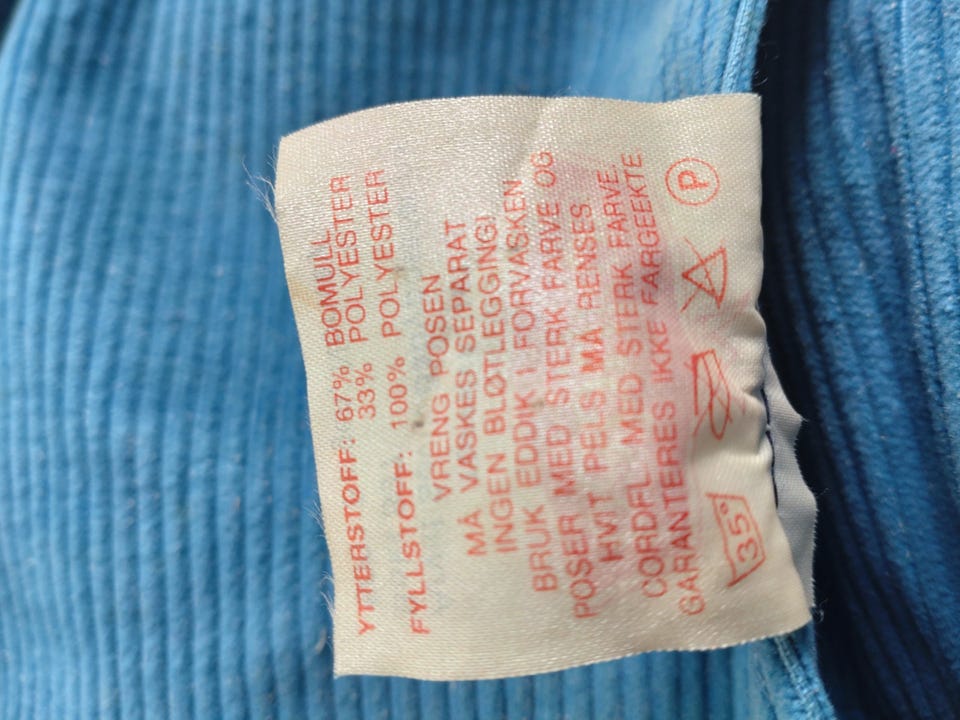 YTTERSTOFF: 67% BOMULL
33% POLYESTER
FYLLSTOFF: 100% POLYESTER
VRENG POSEN
MÅ VASKES SEPARAT
INGEN BLØTLEGGING!
BRUK EDDIK I FORVASKEN
POSER MED STERK FARVE OG
HVIT PELS MÅ RENSES.
CORDFL. MED STERK FARVE.
GARANTERES IKKE FARGEEKTE
35° P